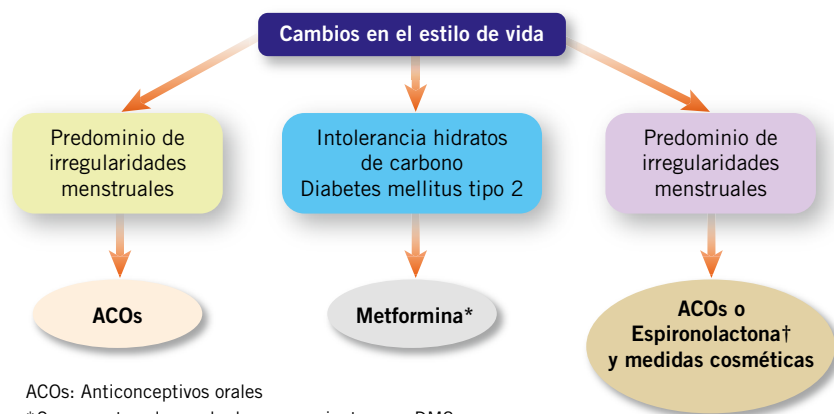 Cambios en el estilo de vida
Predominio de
irregularidades
menstruales
Intolerancia hidratos
de carbono
Diabetes mellitus tipo 2
Predominio de
irregularidades
menstruales
ACOs
Metformina*
ACOs o
Espironolactona†
y medidas cosméticas
ACOs: Anticonceptivos orales